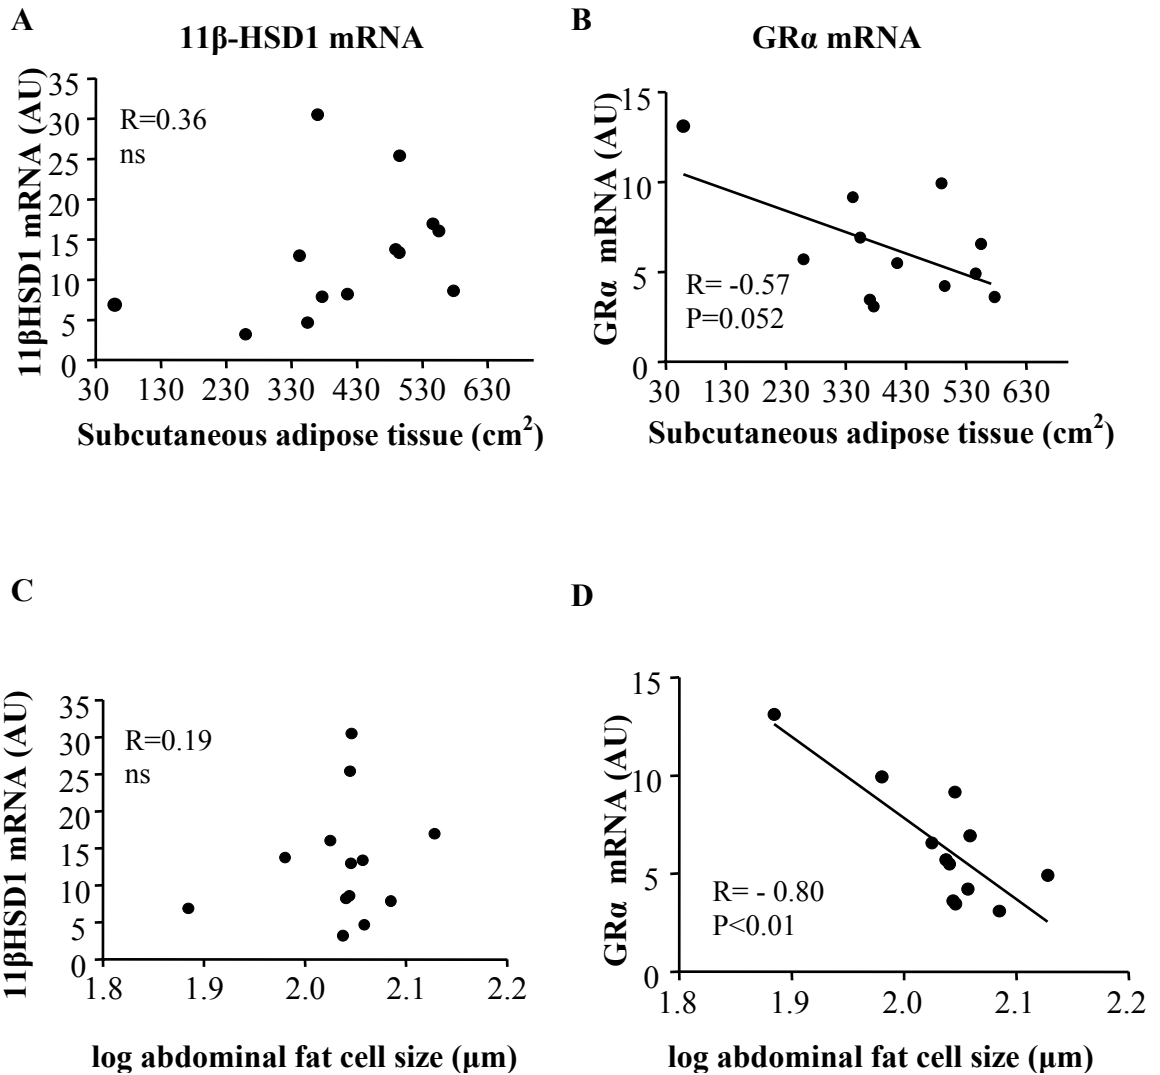 A
11β-HSD1 mRNA
11βHSD1 mRNA (AU)
35
30
25
20
15
10
5
0
R=0.36
ns
30 130 230 330 430 530 630
Subcutaneous adipose tissue (cm²)
B
GRα mRNA
GRα mRNA (AU)
15
10
5
0
R= -0.57
P=0.052
30 130 230 330 430 530 630
Subcutaneous adipose tissue (cm²)
C
11βHSD1 mRNA (AU)
35
30
25
20
15
10
5
0
R=0.19
ns
1.8 1.9 2.0 2.1 2.2
log abdominal fat cell size (µm)
D
GRα mRNA (AU)
15
10
5
0
R= - 0.80
P<0.01
1.8 1.9 2.0 2.1 2.2
log abdominal fat cell size (µm)